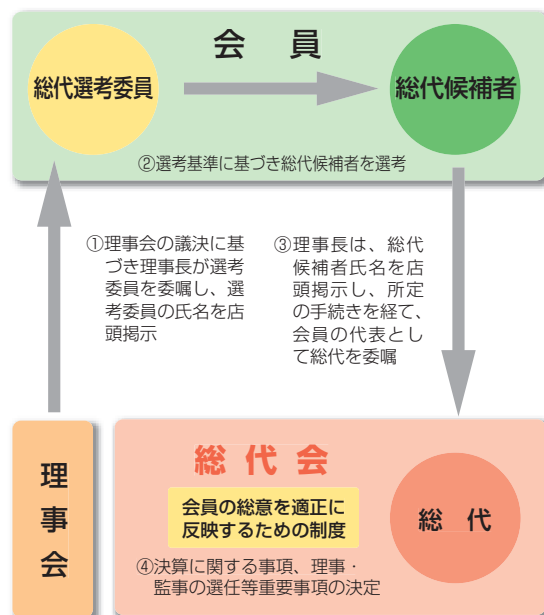 会 員
総代選考委員
総代候補者
②選考基準に基づき総代候補者を選考
①理事会の議決に基
づき理事長が選考
委員を委嘱し、選
考委員の氏名を店
頭掲示
③理事長は、総代
候補者氏名を店
頭掲示し、所定
の手続きを経て、
会員の代表とし
て総代を委嘱
理
事
会
総 代 会
会員の総意を適正に
反映するための制度
④決算に関する事項、理事・
監事の選任等重要事項の決定
総 代